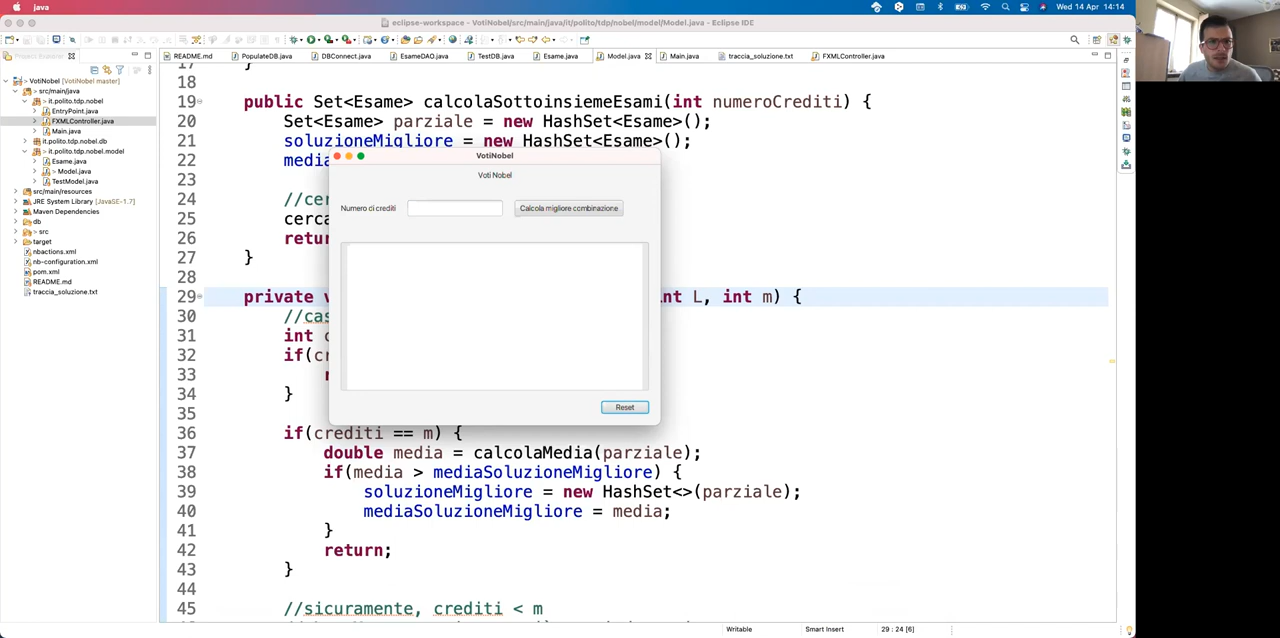 java
Wed 14 Apr 14:14
eclipse-workspace - VotiNobel/src/main/java/it/polito/tdp/nobel/model/Model.java - Eclipse IDE
Project Explorer
README.md
PopulateDB.java
DBConnect.java
EsameDAO.java
TestDB.java
Esame.java
Model.java
Main.java
traccia_soluzione.txt
FXMLController.java
VotiNobel [VotiNobel master]
src/main/java
it.polito.tdp.nobel
EntryPoint.java
FXMLController.java
Main.java
it.polito.tdp.nobel.db
it.polito.tdp.nobel.model
Esame.java
> Model.java
TestModel.java
src/main/resources
JRE System Library [JavaSE-1.7]
Maven Dependencies
db
> src
target
nbactions.xml
nb-configuration.xml
pom.xml
README.md
traccia_soluzione.txt
17 }
18
19 public Set<Esame> calcolaSottoinsiemeEsami(int numeroCrediti) {
20 Set<Esame> parziale = new HashSet<Esame>();
21 soluzioneMigliore = new HashSet<Esame>();
22 media
23
24 //cer
25 cerca
26 retur
27 }
28
29 private v nt L, int m) {
30 //cas
31 int c
32 if(cr
33 r
34 }
35
36 if(crediti == m) {
37 double media = calcolaMedia(parziale);
38 if(media > mediaSoluzioneMigliore) {
39 soluzioneMigliore = new HashSet<>(parziale);
40 mediaSoluzioneMigliore = media;
41 }
42 return;
43 }
44
45 //sicuramente, crediti < m
VotiNobel
Voti Nobel
Numero di crediti
Calcola migliore combinazione
Reset
Writable
Smart Insert
29 : 24 [6]